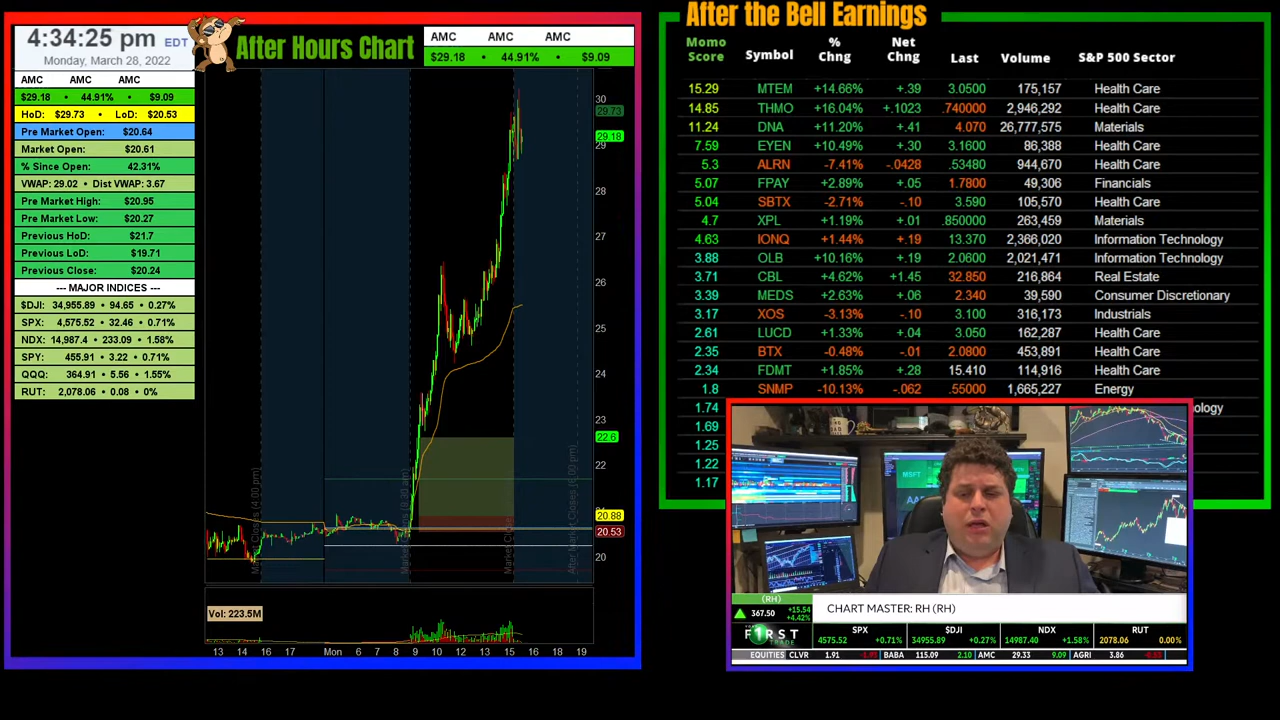 4:34:25 pm EDT
Monday, March 28, 2022
After Hours Chart
AMC AMC AMC
$29.18 • 44.91% • $9.09
AMC AMC AMC
$29.18 • 44.91% • $9.09
HoD: $29.73 • LoD: $20.53
Pre Market Open: $20.64
Market Open: $20.61
% Since Open: 42.31%
VWAP: 29.02 • Dist VWAP: 3.67
Pre Market High: $20.95
Pre Market Low: $20.27
Previous HoD: $21.7
Previous LoD: $19.71
Previous Close: $20.24
--- MAJOR INDICES ---
$DJI: 34,955.89 • 94.65 • 0.27%
SPX: 4,575.52 • 32.46 • 0.71%
NDX: 14,987.4 • 233.09 • 1.58%
SPY: 455.91 • 3.22 • 0.71%
QQQ: 364.91 • 5.56 • 1.55%
RUT: 2,078.06 • 0.08 • 0%
30
29.73
29.18
29
28
27
26
25
24
23
22.6
22
20.88
20.53
20
Market Close
Vol: 223.5M
13 14 16 17 Mon 6 7 8 9 10 12 13 15 16 18 19
After the Bell Earnings
Momo Score Symbol % Chng Net Chng Last Volume S&P 500 Sector
15.29 MTEM +14.66% +.39 3.0500 175,157 Health Care
14.85 THMO +16.04% +.1023 .740000 2,946,292 Health Care
11.24 DNA +11.20% +.41 4.070 26,777,575 Materials
7.59 EYEN +10.49% +.30 3.1600 86,388 Health Care
5.3 ALRN -7.41% -.0428 .53480 944,670 Health Care
5.07 FPAY +2.89% +.05 1.7800 49,306 Financials
5.04 SBTX -2.71% -.10 3.590 105,570 Health Care
4.7 XPL +1.19% +.01 .850000 263,459 Materials
4.63 IONQ +1.44% +.19 13.370 2,366,020 Information Technology
3.88 OLB +10.16% +.19 2.0600 2,021,471 Information Technology
3.71 CBL +4.62% +1.45 32.850 216,864 Real Estate
3.39 MEDS +2.63% +.06 2.340 39,590 Consumer Discretionary
3.17 XOS -3.13% -.10 3.100 316,173 Industrials
2.61 LUCD +1.33% +.04 3.050 162,287 Health Care
2.35 BTX -0.48% -.01 2.0800 453,891 Health Care
2.34 FDMT +1.85% +.28 15.410 114,916 Health Care
1.8 SNMP -10.13% -.062 .55000 1,665,227 Energy
1.74 ology
1.69
1.25
1.22
1.17
MSFT
(RH)
367.50 +15.54 +4.42%
CHART MASTER: RH (RH)
FIRST TRADE
SPX $DJI NDX RUT
4575.52 +0.71% 34955.89 +0.27% 14987.40 +1.58% 2078.06 0.00%
EQUITIES CLVR 1.91 BABA 115.09 2.10 AMC 29.33 9.09 AGRI 3.86